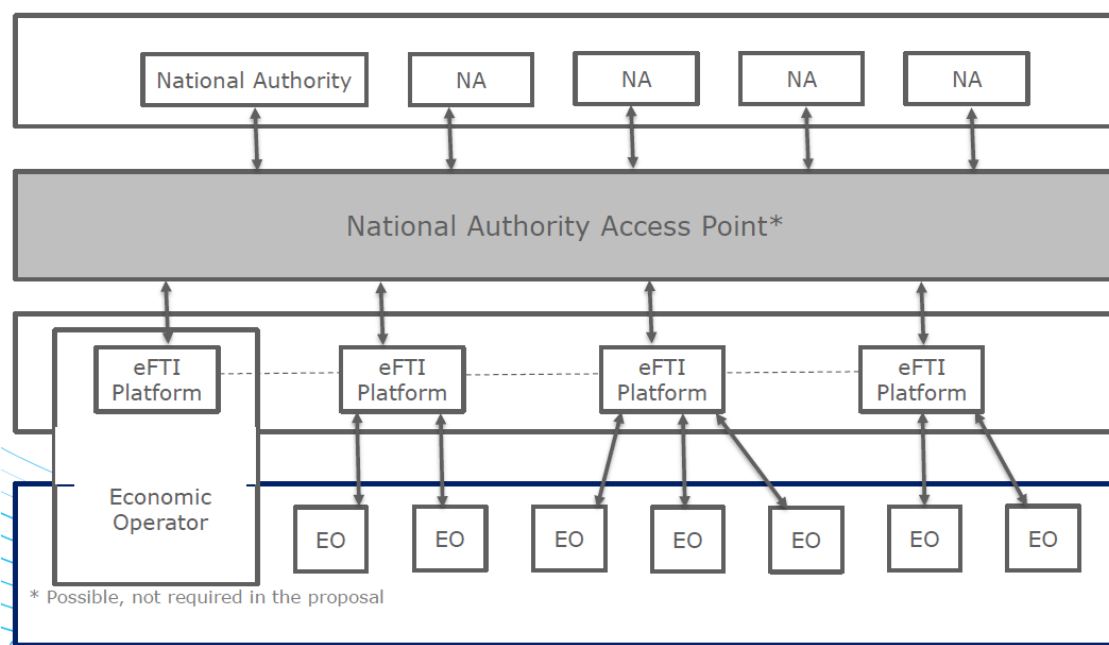 National Authority
NA
NA
NA
NA
National Authority Access Point*
eFTI
Platform
eFTI
Platform
eFTI
Platform
eFTI
Platform
Economic
Operator
EO
EO
EO
EO
EO
EO
EO
* Possible, not required in the proposal